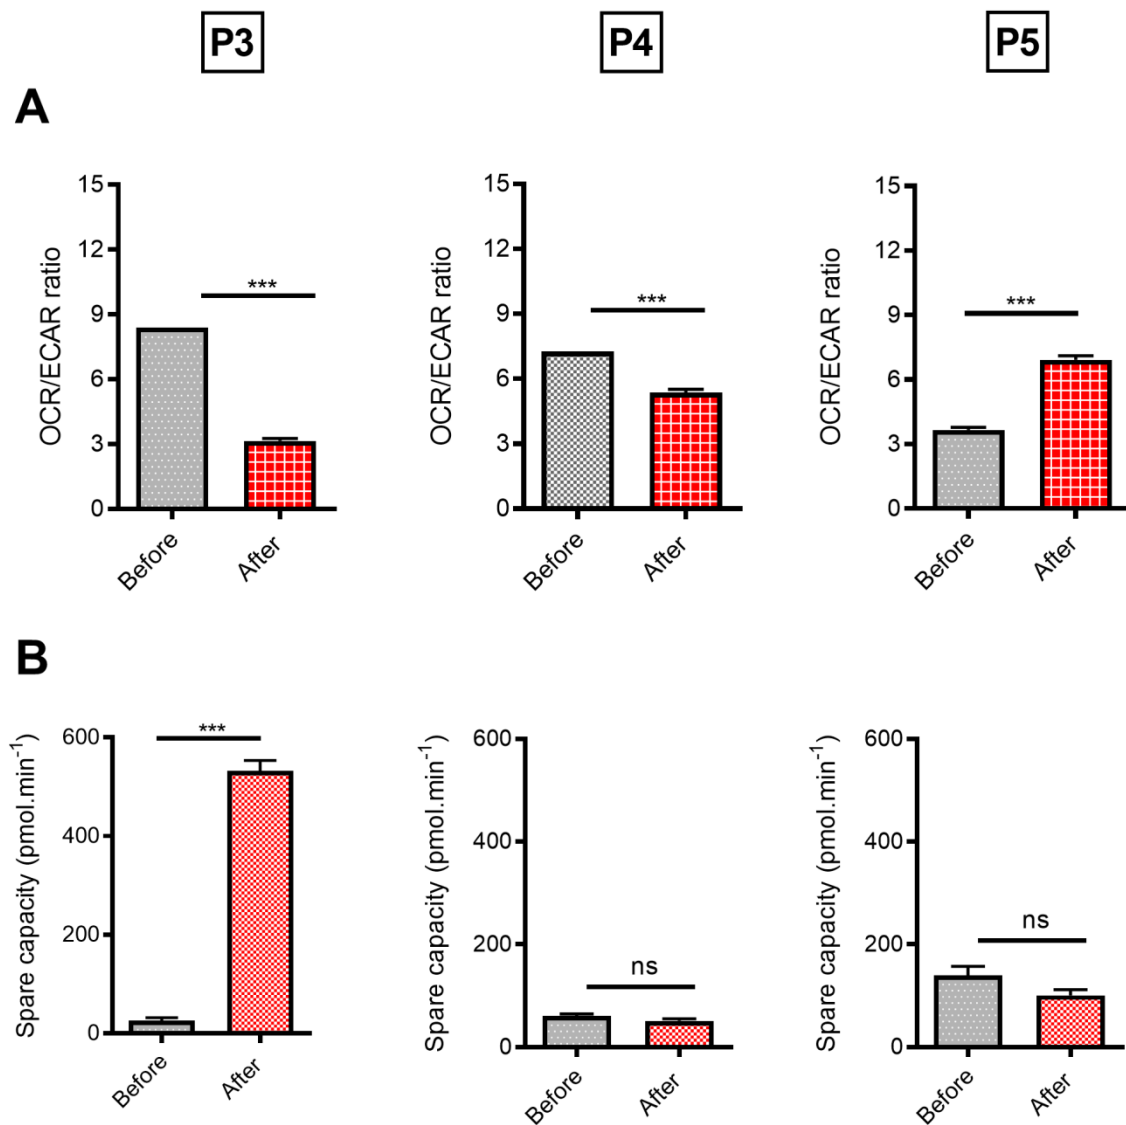 P3
P4
P5
A
OCR/ECAR ratio
15
12
9
6
3
0
***
Before
After
OCR/ECAR ratio
15
12
9
6
3
0
***
Before
After
OCR/ECAR ratio
15
12
9
6
3
0
***
Before
After
B
Spare capacity (pmol.min⁻¹)
600
400
200
0
***
Before
After
Spare capacity (pmol.min⁻¹)
600
400
200
0
ns
Before
After
Spare capacity (pmol.min⁻¹)
600
400
200
0
ns
Before
After